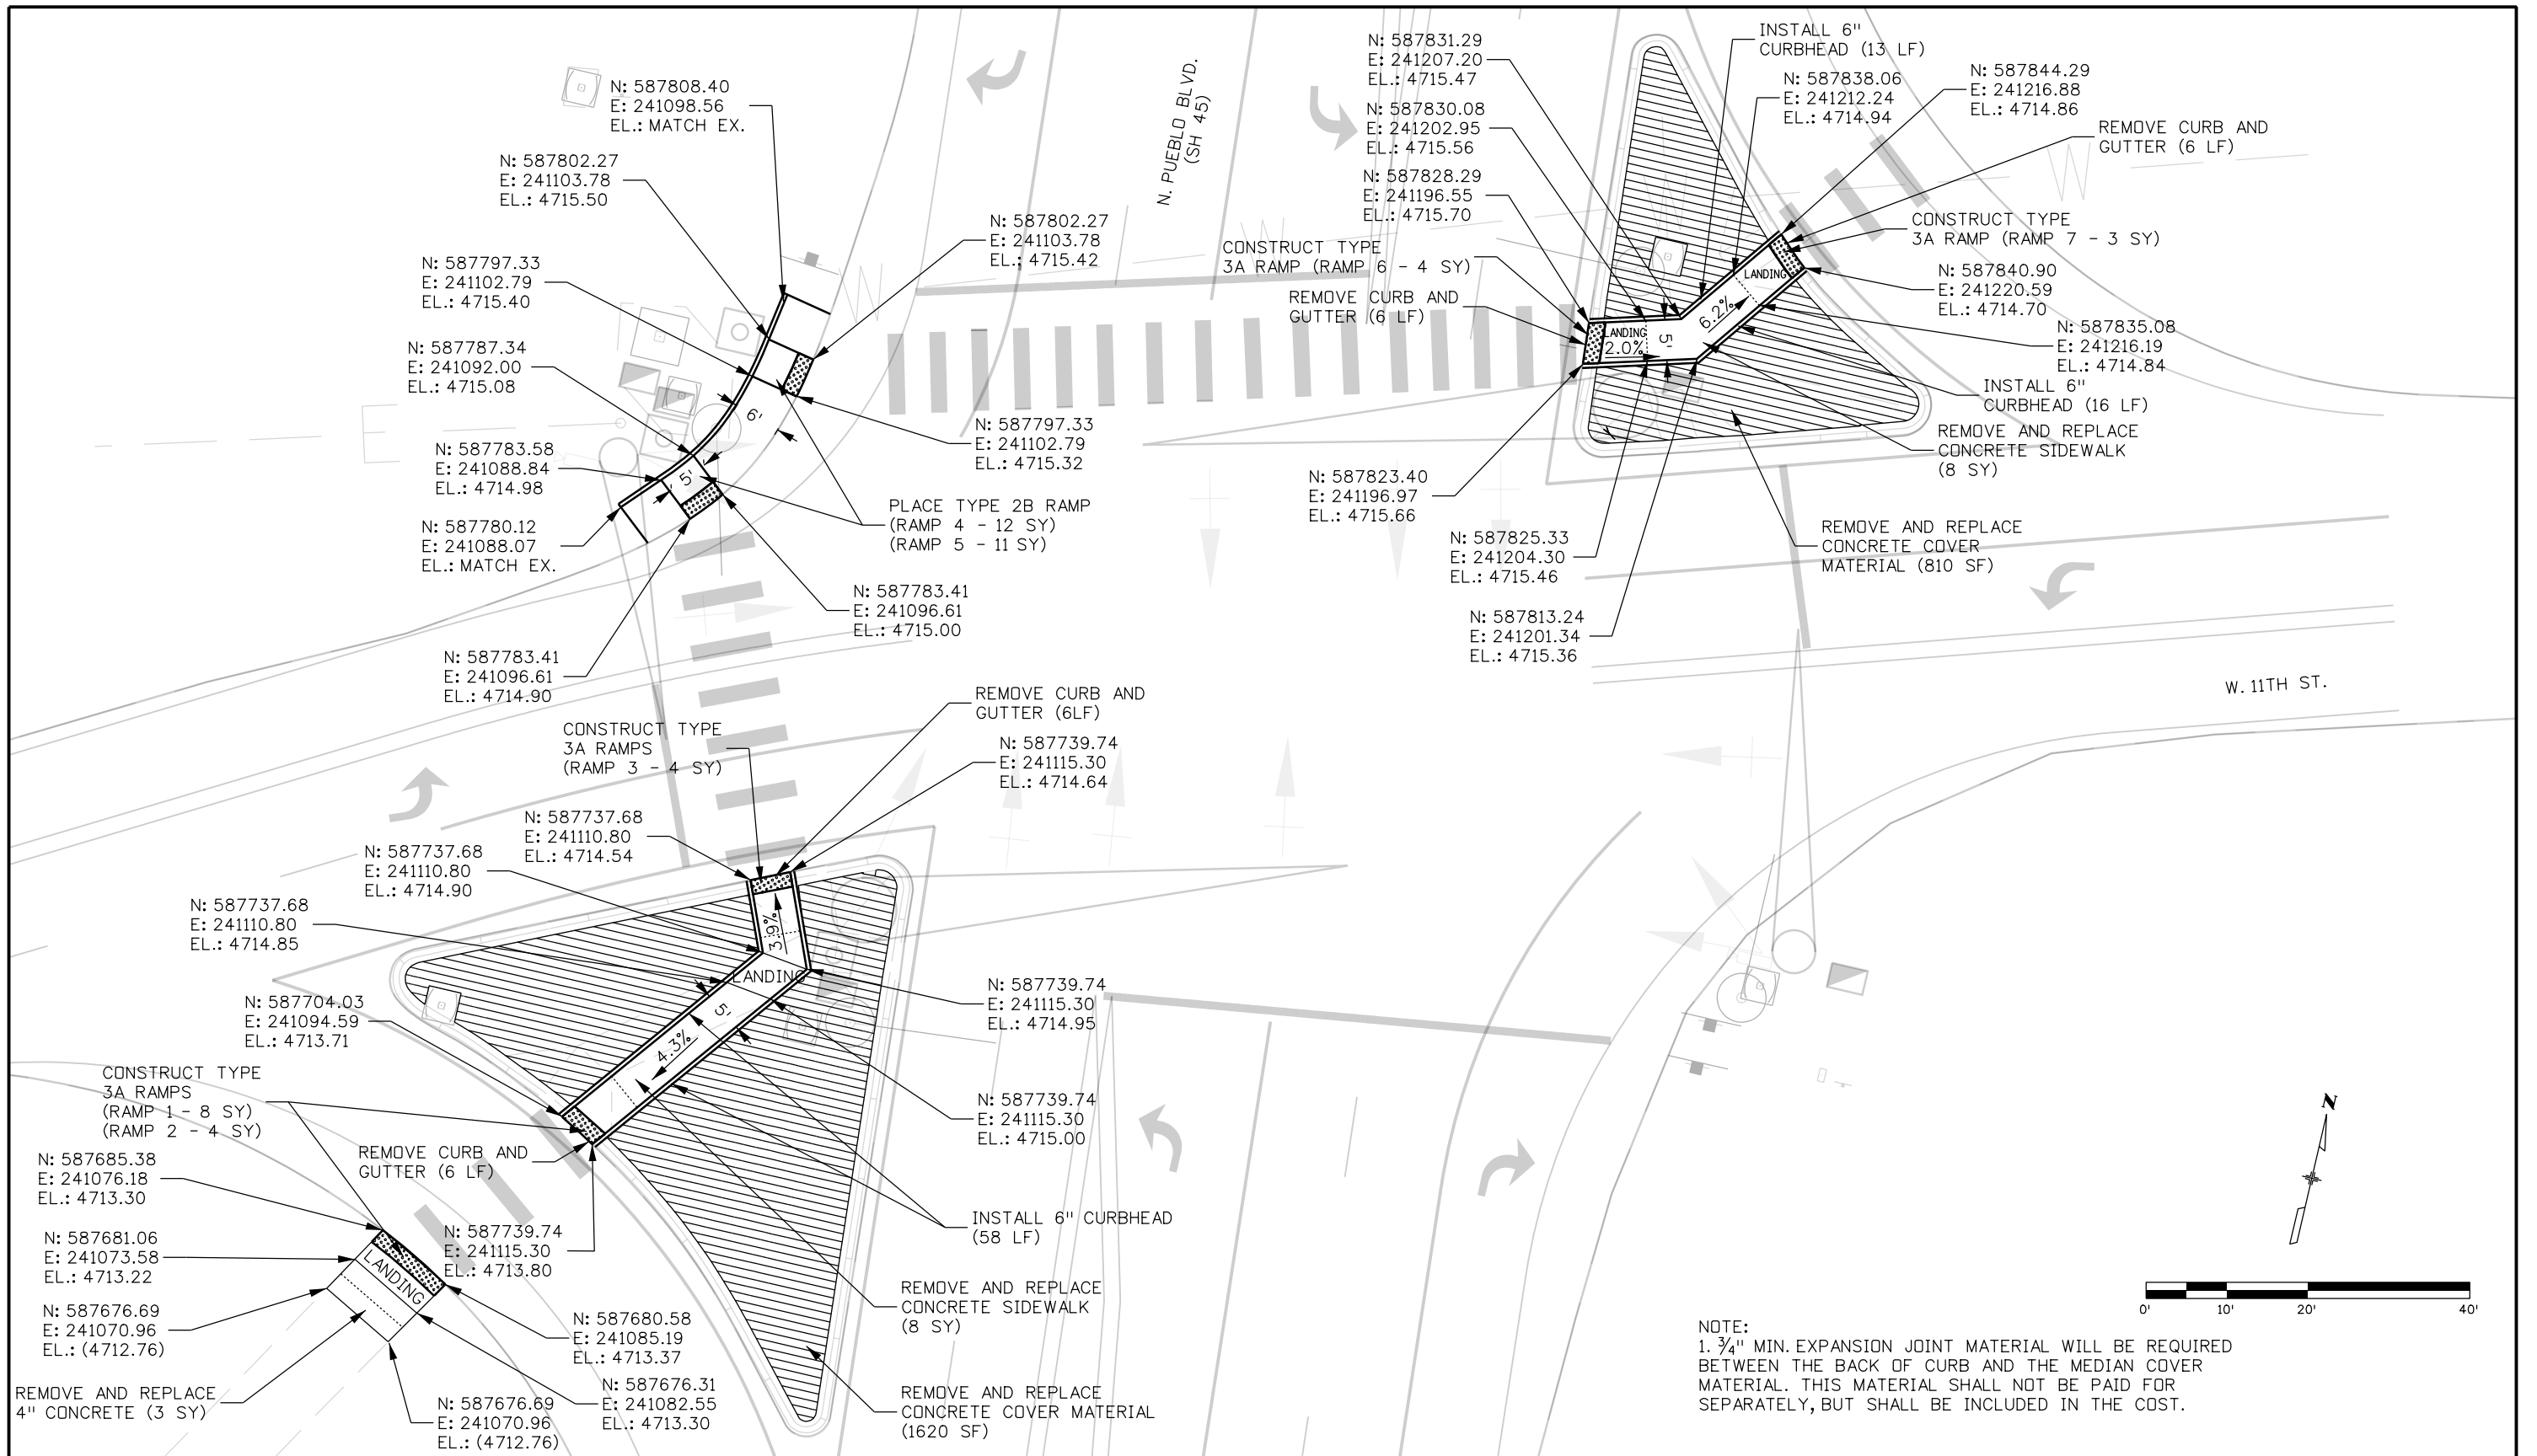 N: 587808.40
E: 241098.56
EL.: MATCH EX.
N: 587802.27
E: 241103.78
EL.: 4715.50
N: 587797.33
E: 241102.79
EL.: 4715.40
N: 587787.34
E: 241092.00
EL.: 4715.08
N: 587783.58
E: 241088.84
EL.: 4714.98
N: 587780.12
E: 241088.07
EL.: MATCH EX.
N: 587802.27
E: 241103.78
EL.: 4715.42
N: 587797.33
E: 241102.79
EL.: 4715.32
6'
5'
PLACE TYPE 2B RAMP
(RAMP 4 - 12 SY)
(RAMP 5 - 11 SY)
N: 587783.41
E: 241096.61
EL.: 4715.00
N: 587783.41
E: 241096.61
EL.: 4714.90
N. PUEBLO BLVD.
(SH 45)
N: 587831.29
E: 241207.20
EL.: 4715.47
N: 587830.08
E: 241202.95
EL.: 4715.56
N: 587828.29
E: 241196.55
EL.: 4715.70
CONSTRUCT TYPE
3A RAMP (RAMP 6 - 4 SY)
REMOVE CURB AND
GUTTER (6 LF)
INSTALL 6"
CURBHEAD (13 LF)
N: 587838.06
E: 241212.24
EL.: 4714.94
N: 587844.29
E: 241216.88
EL.: 4714.86
REMOVE CURB AND
GUTTER (6 LF)
CONSTRUCT TYPE
3A RAMP (RAMP 7 - 3 SY)
N: 587840.90
E: 241220.59
EL.: 4714.70
N: 587835.08
E: 241216.19
EL.: 4714.84
INSTALL 6"
CURBHEAD (16 LF)
REMOVE AND REPLACE
CONCRETE SIDEWALK
(8 SY)
REMOVE AND REPLACE
CONCRETE COVER
MATERIAL (810 SF)
LANDING
6.2%
LANDING
2.0%
5'
N: 587823.40
E: 241196.97
EL.: 4715.66
N: 587825.33
E: 241204.30
EL.: 4715.46
N: 587813.24
E: 241201.34
EL.: 4715.36
W. 11TH ST.
REMOVE CURB AND
GUTTER (6LF)
CONSTRUCT TYPE
3A RAMPS
(RAMP 3 - 4 SY)
N: 587739.74
E: 241115.30
EL.: 4714.64
N: 587737.68
E: 241110.80
EL.: 4714.54
N: 587737.68
E: 241110.80
EL.: 4714.90
N: 587737.68
E: 241110.80
EL.: 4714.85
3.9%
LANDING
5'
4.3%
N: 587704.03
E: 241094.59
EL.: 4713.71
N: 587739.74
E: 241115.30
EL.: 4714.95
N: 587739.74
E: 241115.30
EL.: 4715.00
CONSTRUCT TYPE
3A RAMPS
(RAMP 1 - 8 SY)
(RAMP 2 - 4 SY)
REMOVE CURB AND
GUTTER (6 LF)
N: 587685.38
E: 241076.18
EL.: 4713.30
N: 587681.06
E: 241073.58
EL.: 4713.22
N: 587676.69
E: 241070.96
EL.: (4712.76)
REMOVE AND REPLACE
4" CONCRETE (3 SY)
LANDING
N: 587739.74
E: 241115.30
EL.: 4713.80
N: 587680.58
E: 241085.19
EL.: 4713.37
N: 587676.31
E: 241082.55
EL.: 4713.30
N: 587676.69
E: 241070.96
EL.: (4712.76)
INSTALL 6" CURBHEAD
(58 LF)
REMOVE AND REPLACE
CONCRETE SIDEWALK
(8 SY)
REMOVE AND REPLACE
CONCRETE COVER MATERIAL
(1620 SF)
N
0' 10' 20' 40'
NOTE:
1. 3/4" MIN. EXPANSION JOINT MATERIAL WILL BE REQUIRED
BETWEEN THE BACK OF CURB AND THE MEDIAN COVER
MATERIAL. THIS MATERIAL SHALL NOT BE PAID FOR
SEPARATELY, BUT SHALL BE INCLUDED IN THE COST.